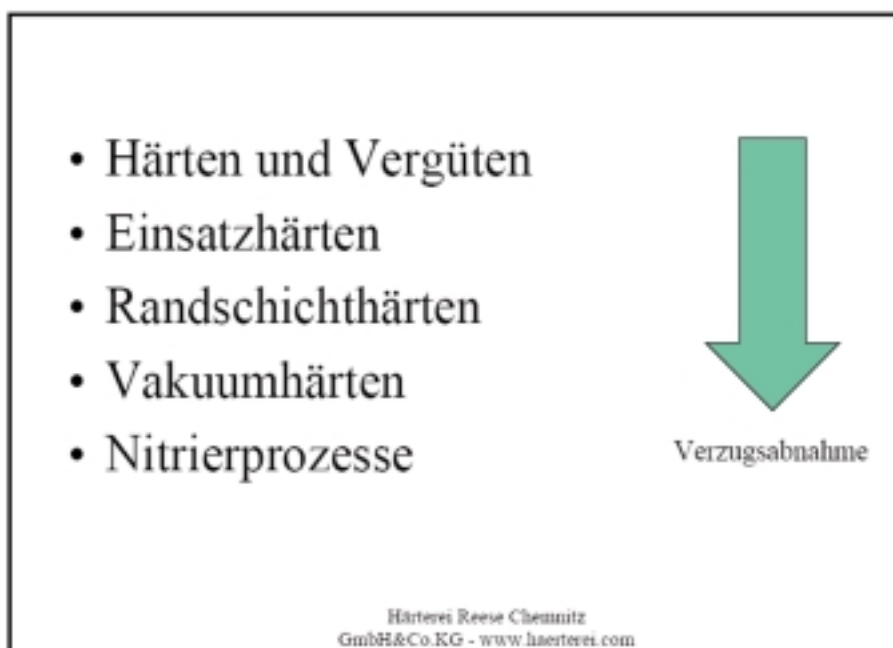 • Härten und Vergüten
• Einsatzhärten
• Randschichthärten
• Vakuumhärten
• Nitrierprozesse
Verzugsabnahme
Härterei Reese Chemnitz
GmbH&Co.KG - www.haerterei.com